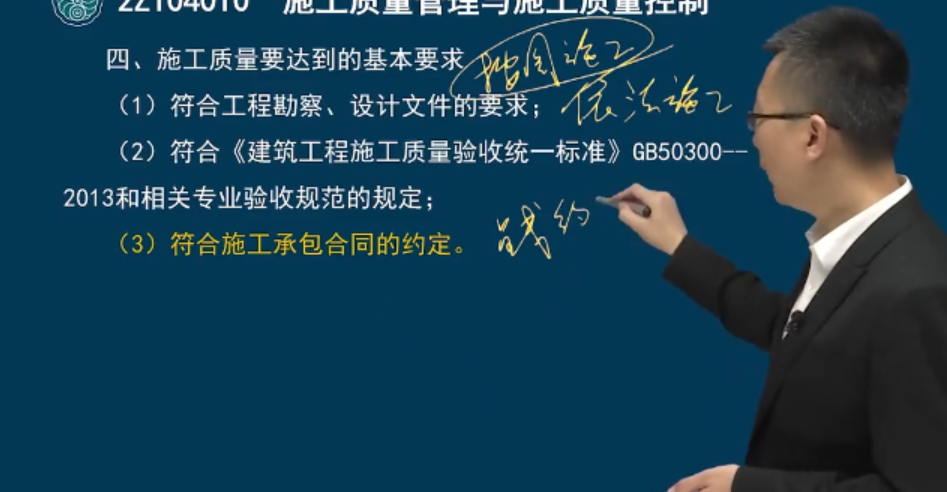 2Z104010 施工质量管理与施工质量控制
四、施工质量要达到的基本要求
按图施工
（1）符合工程勘察、设计文件的要求；
依法施工
（2）符合《建筑工程施工质量验收统一标准》GB50300--
2013和相关专业验收规范的规定；
（3）符合施工承包合同的约定。
践约